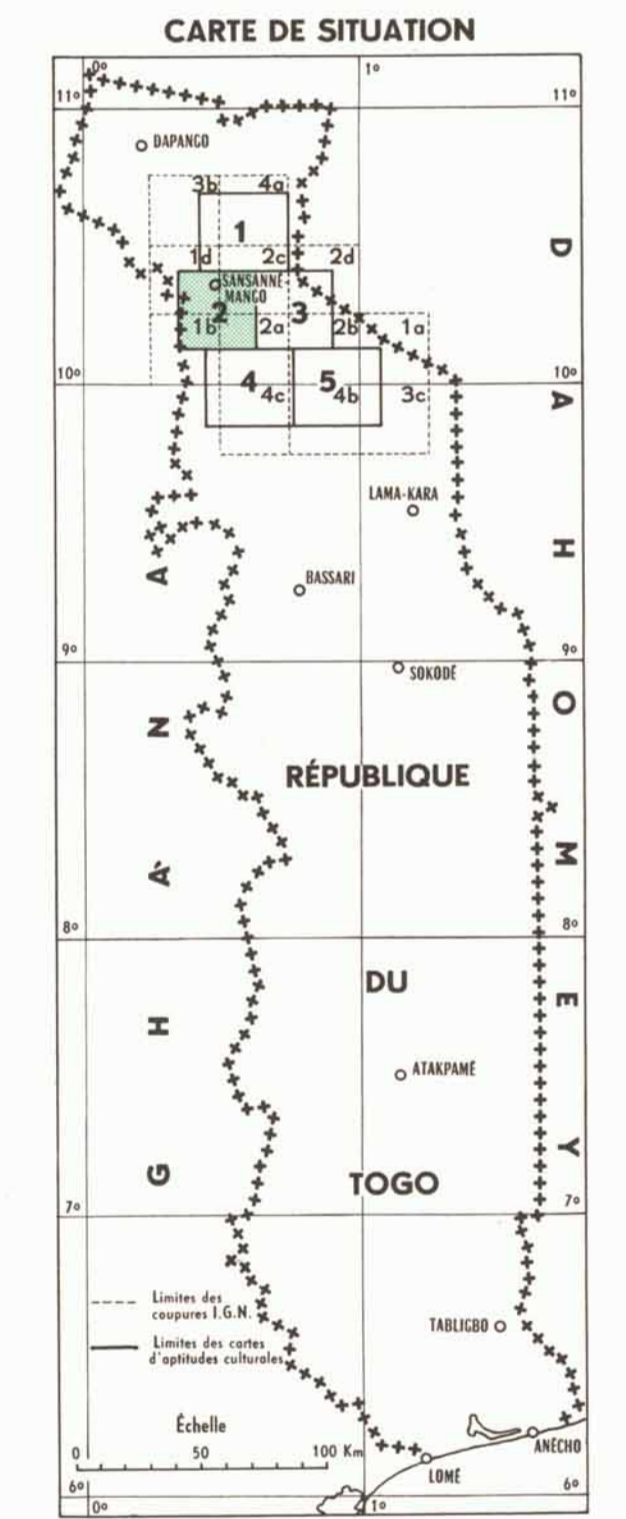 CARTE DE SITUATION
0° 1°
11° 11°
DAPANGO
3b 4a
1
1d 2c 2d
SANSANNÉ
MANGO
2 3
1b 2a 2b 1a
10° 10°
4 5
4c 4b 3c
LAMA-KARA
BASSARI
9° 9°
SOKODÉ
RÉPUBLIQUE
8° 8°
DU
ATAKPAMÉ
TOGO
7° 7°
GHÀNA
DAHOMEY
Limites des
coupures I.G.N.
Limites des cartes
d'aptitudes culturales
TABLIGBO
Échelle
0 50 100 Km
ANÉCHO
LOMÉ
6° 6°
0° 1°